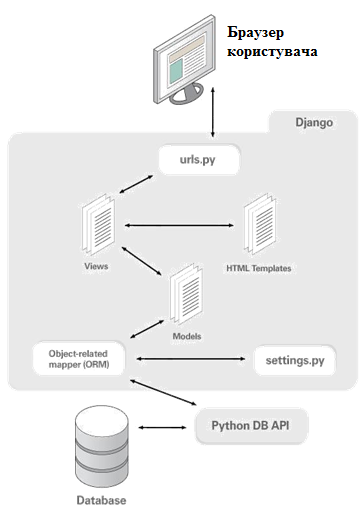 Браузер
користувача
Django
urls.py
Views
HTML Templates
Models
Object-related
mapper (ORM)
settings.py
Python DB API
Database